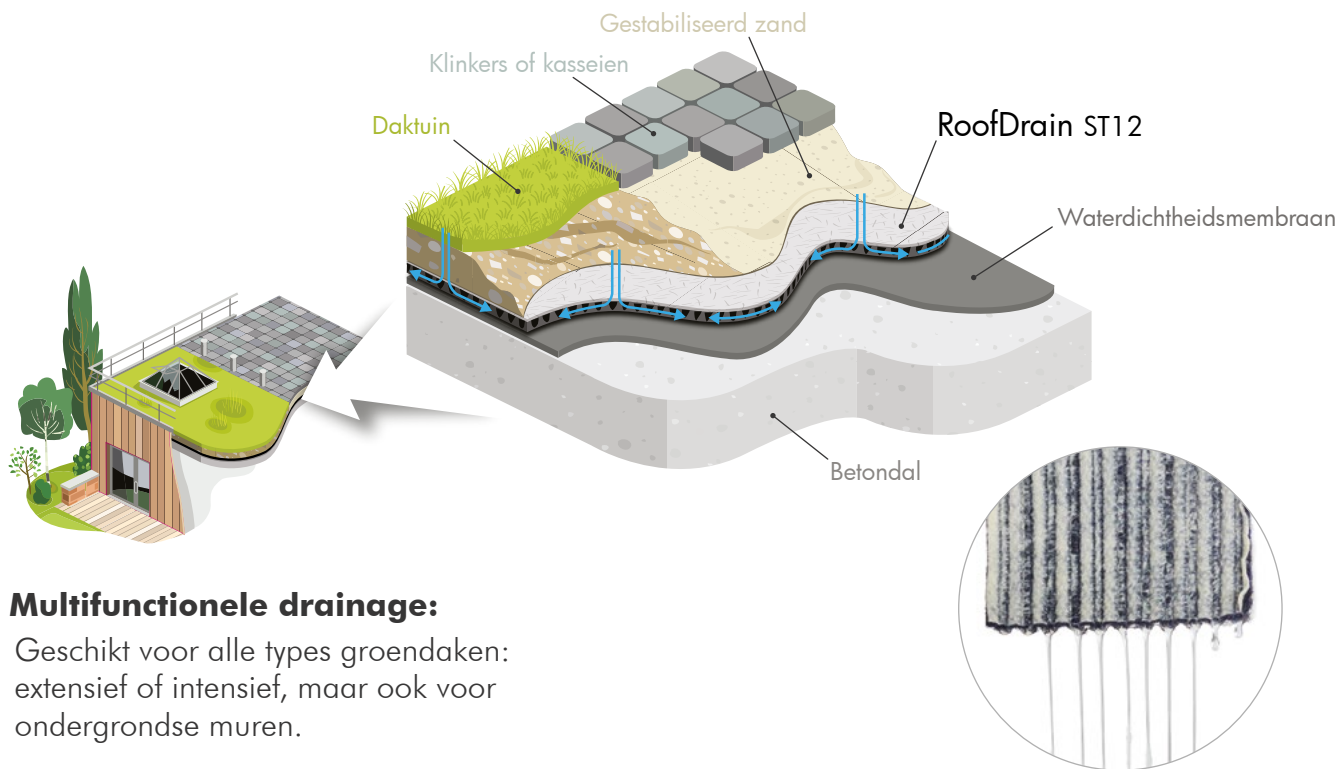 Gestabiliseerd zand
Klinkers of kasseien
Daktuin
RoofDrain ST12
Waterdichtheidsmembraan
Betondal
Multifunctionele drainage:
Geschikt voor alle types groendaken:
extensief of intensief, maar ook voor
ondergrondse muren.